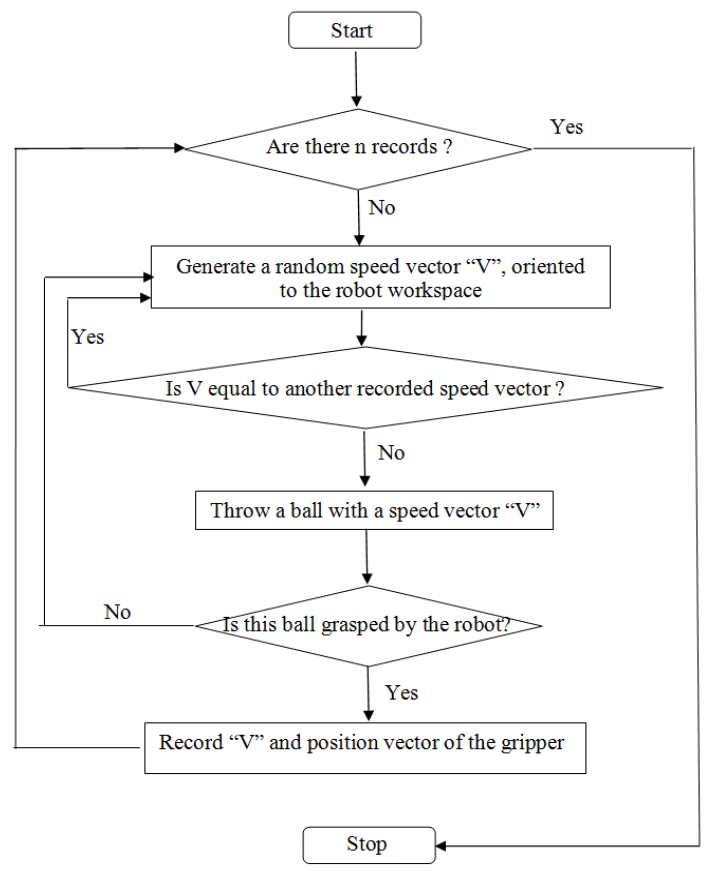 Start
Are there n records ?
Yes
No
Generate a random speed vector “V”, oriented
to the robot workspace
Yes
Is V equal to another recorded speed vector ?
No
Throw a ball with a speed vector “V”
Is this ball grasped by the robot?
No
Yes
Record “V” and position vector of the gripper
Stop